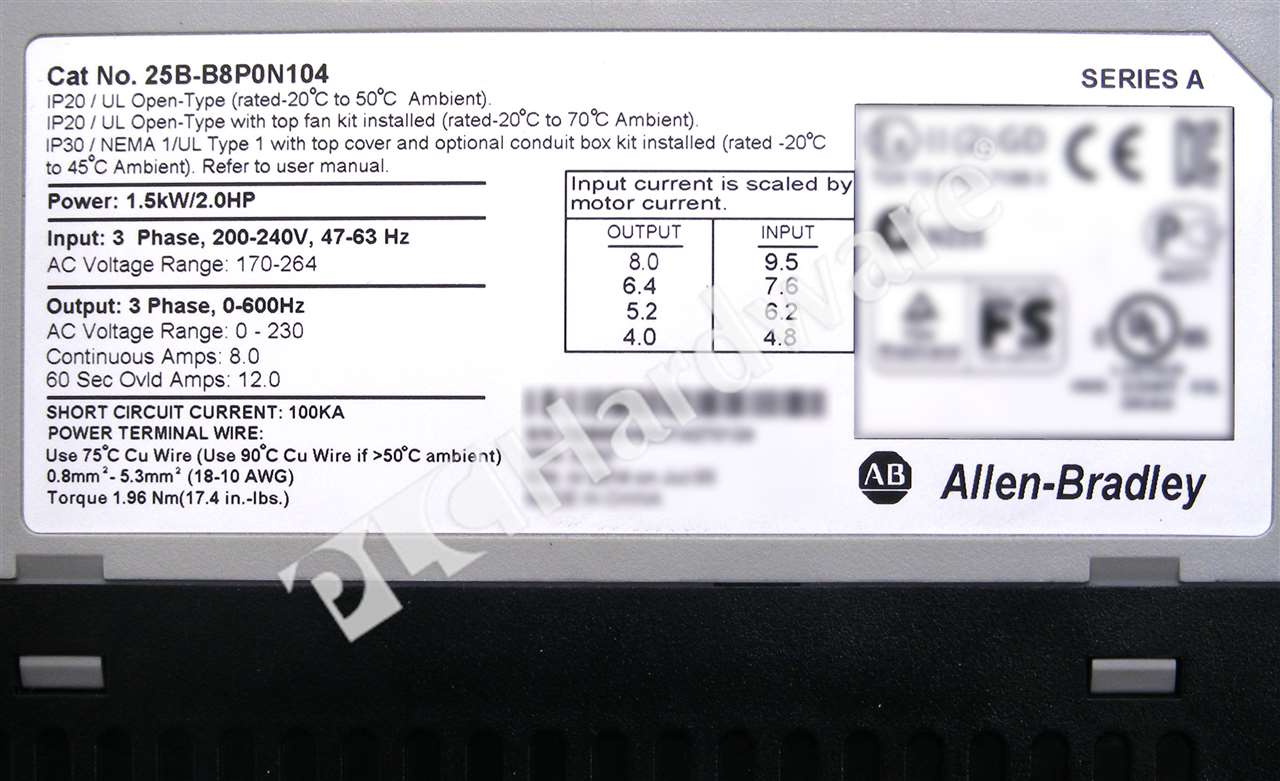 Cat No. 25B-B8P0N104
SERIES A
IP20 / UL Open-Type (rated-20°C to 50°C Ambient).
IP20 / UL Open-Type with top fan kit installed (rated-20°C to 70°C Ambient).
IP30 / NEMA 1/UL Type 1 with top cover and optional conduit box kit installed (rated -20°C
to 45°C Ambient). Refer to user manual.
Power: 1.5kW/2.0HP
Input: 3 Phase, 200-240V, 47-63 Hz
AC Voltage Range: 170-264
Output: 3 Phase, 0-600Hz
AC Voltage Range: 0 - 230
Continuous Amps: 8.0
60 Sec Ovld Amps: 12.0
SHORT CIRCUIT CURRENT: 100KA
POWER TERMINAL WIRE:
Use 75°C Cu Wire (Use 90°C Cu Wire if >50°C ambient)
0.8mm² - 5.3mm² (18-10 AWG)
Torque 1.96 Nm(17.4 in.-lbs.)
Input current is scaled by
motor current.
OUTPUT INPUT
8.0 9.5
6.4 7.6
5.2 6.2
4.0 4.8
CE
FS
UL
AB Allen-Bradley
PLCHardware®